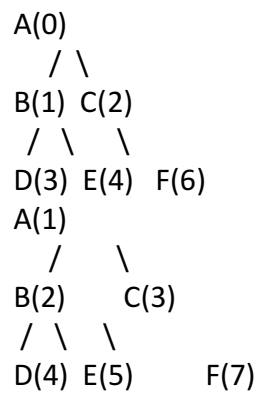 A(0)
/ \
B(1) C(2)
/ \ \
D(3) E(4) F(6)
A(1)
/ \
B(2) C(3)
/ \ \
D(4) E(5) F(7)